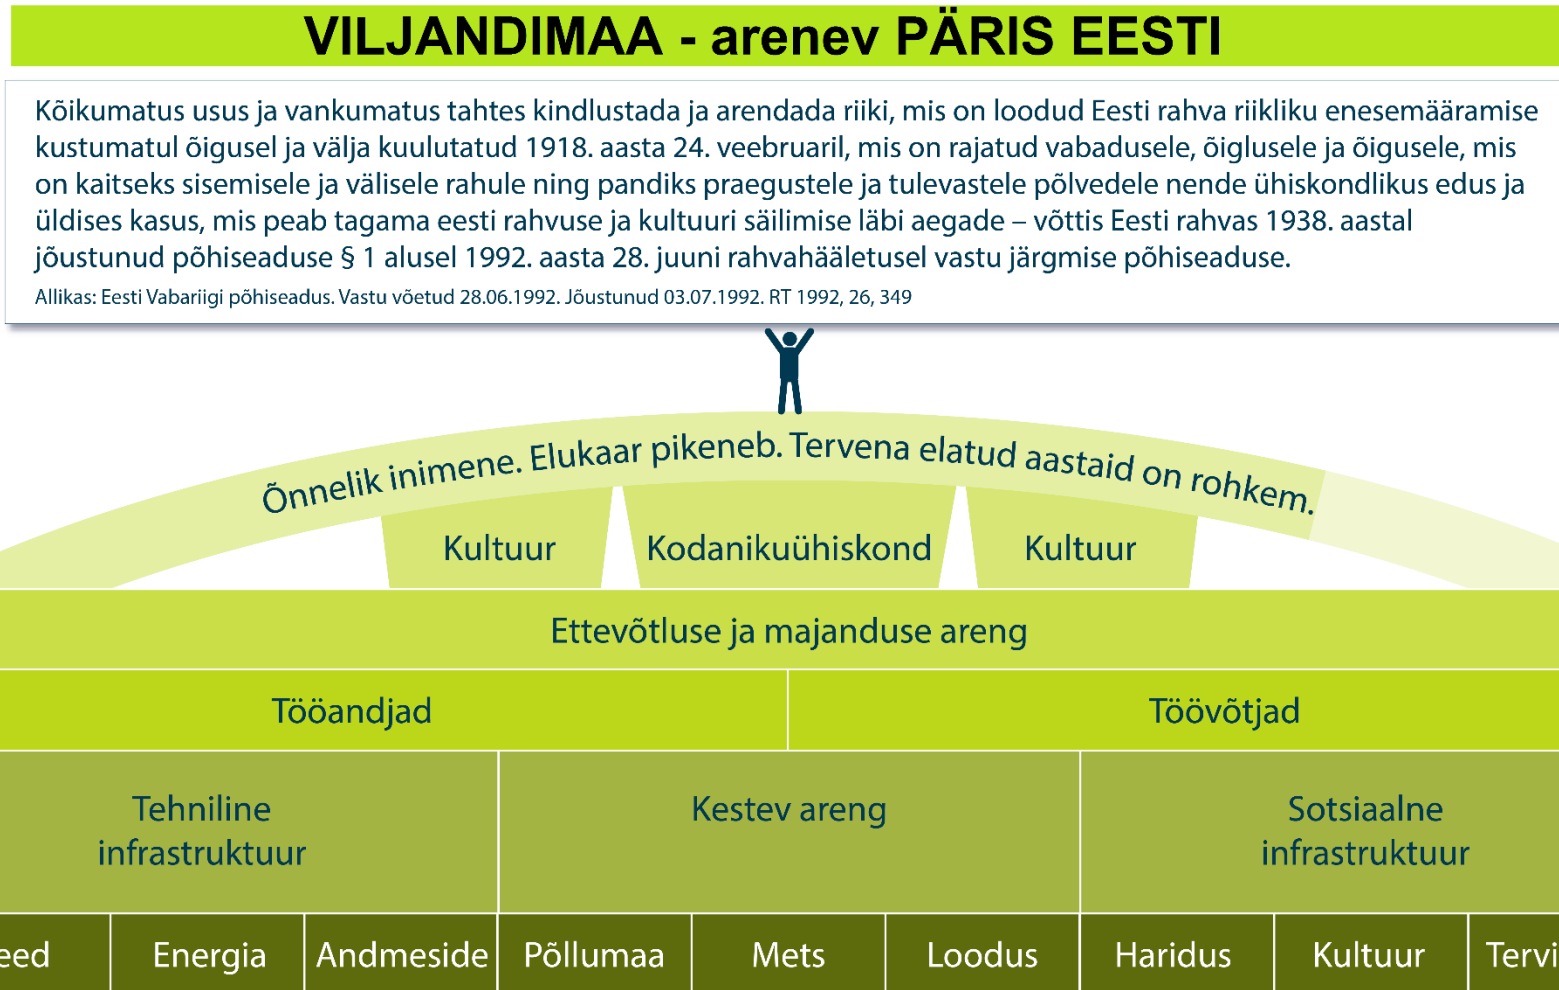 VILJANDIMAA - arenev PÄRIS EESTI
Kõikumatus usus ja vankumatus tahtes kindlustada ja arendada riiki, mis on loodud Eesti rahva riikliku enesemääramise
kustumatul õigusel ja välja kuulutatud 1918. aasta 24. veebruaril, mis on rajatud vabadusele, õiglusele ja õigusele, mis
on kaitseks sisemisele ja välisele rahule ning pandiks praegustele ja tulevastele põlvedele nende ühiskondlikus edus ja
üldises kasus, mis peab tagama eesti rahvuse ja kultuuri säilimise läbi aegade – võttis Eesti rahvas 1938. aastal
jõustunud põhiseaduse § 1 alusel 1992. aasta 28. juuni rahvahääletusel vastu järgmise põhiseaduse.
Allikas: Eesti Vabariigi põhiseadus. Vastu võetud 28.06.1992. Jõustunud 03.07.1992. RT 1992, 26, 349
Õnnelik inimene. Elukaar pikeneb. Tervena elatud aastaid on rohkem.
Kultuur Kodanikuühiskond Kultuur
Ettevõtluse ja majanduse areng
Tööandjad Töövõtjad
Tehniline Kestev areng Sotsiaalne
infrastruktuur infrastruktuur
eed Energia Andmeside Põllumaa Mets Loodus Haridus Kultuur Tervi